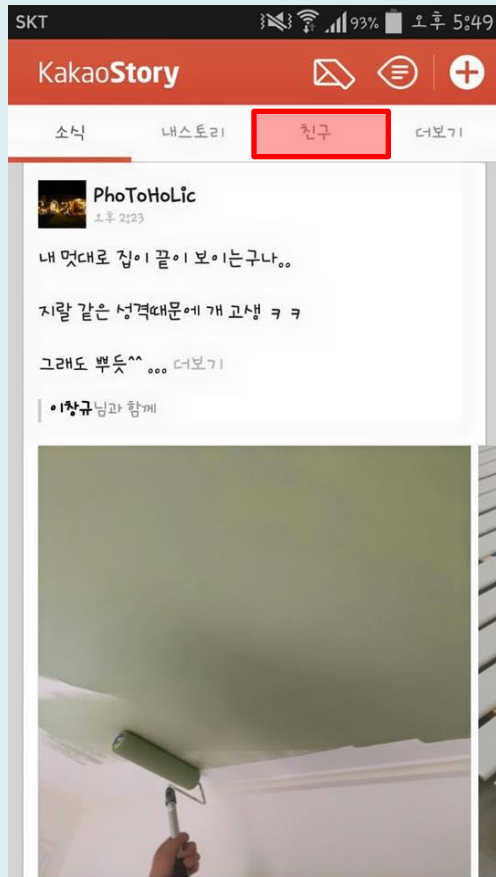 SKT 93% 오후 5:49
KakaoStory
소식 내스토리 친구 더보기
PhoToHoLic
오후 2:23
내 멋대로 집이 끝이 보이는구나..
지랄 같은 성격때문에 개 고생 ㅋ ㅋ
그래도 뿌듯^^ ... 더보기
이창규님과 함께